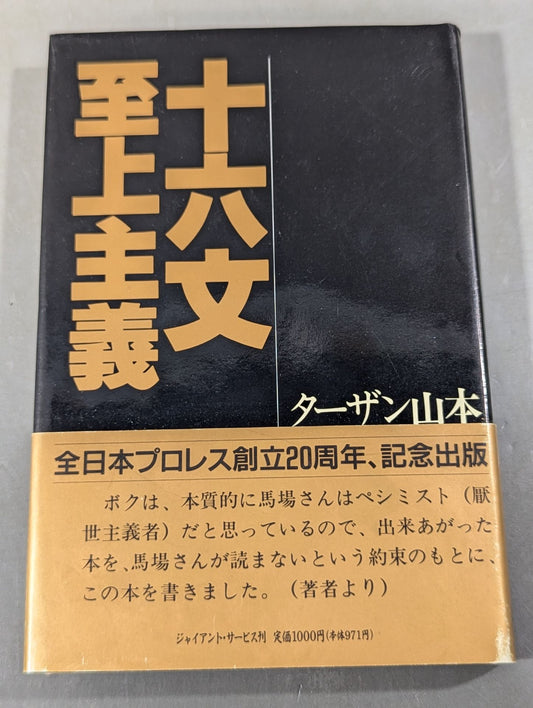 十六文
至上主義
ターザン山本
全日本プロレス創立20周年、記念出版
ボクは、本質的に馬場さんはペシミスト（厭
世主義者）だと思っているので、出来あがった
本を、馬場さんが読まないという約束のもとに、
この本を書きました。（著者より）
ジャイアント・サービス刊 定価1000円(本体971円)